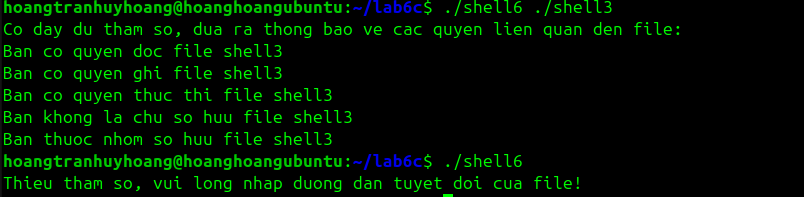 hoangtranhuyhoang@hoanghoangubuntu:~/lab6c$ ./shell6 ./shell3
Co day du tham so, dua ra thong bao ve cac quyen lien quan den file:
Ban co quyen doc file shell3
Ban co quyen ghi file shell3
Ban co quyen thuc thi file shell3
Ban khong la chu so huu file shell3
Ban thuoc nhom so huu file shell3
hoangtranhuyhoang@hoanghoangubuntu:~/lab6c$ ./shell6
Thieu tham so, vui long nhap duong dan tuyet doi cua file!